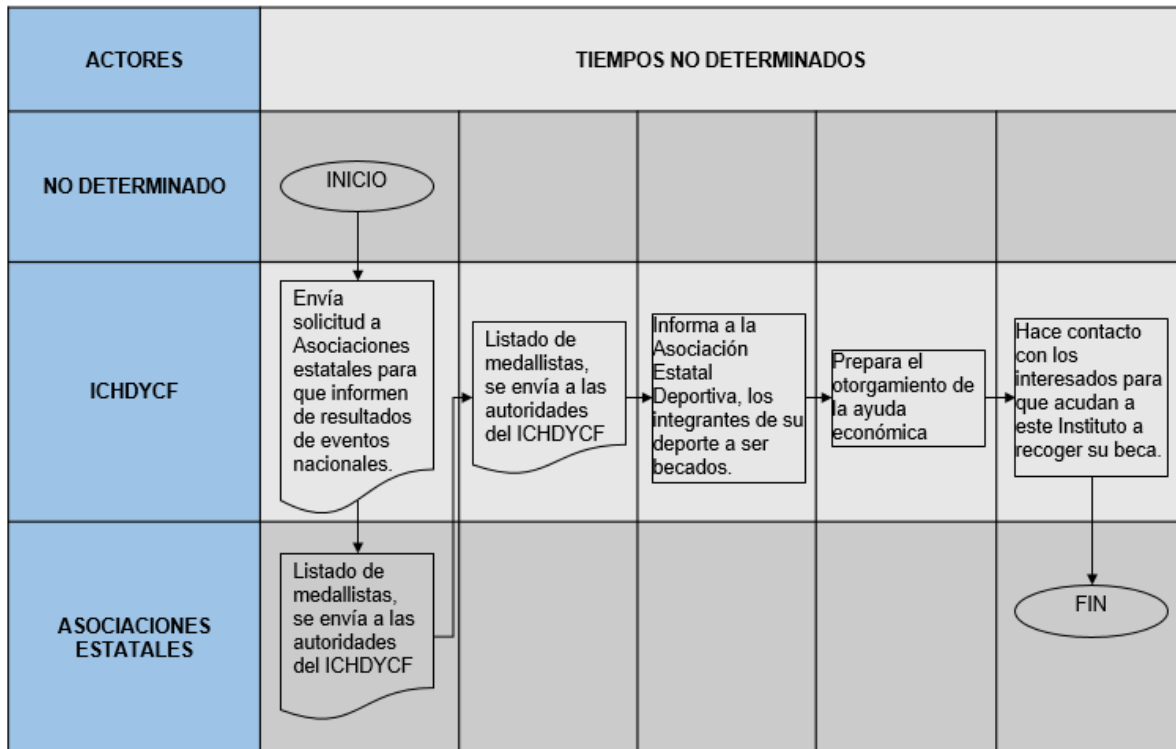 ACTORES
TIEMPOS NO DETERMINADOS
NO DETERMINADO
INICIO
ICHDYCF
Envía
solicitud a
Asociaciones
estatales para
que informen
de resultados
de eventos
nacionales.
Listado de
medallistas,
se envía a las
autoridades
del ICHDYCF
Informa a la
Asociación
Estatal
Deportiva, los
integrantes de su
deporte a ser
becados.
Prepara el
otorgamiento de
la ayuda
económica
Hace contacto
con los
interesados para
que acudan a
este Instituto a
recoger su beca.
ASOCIACIONES
ESTATALES
Listado de
medallistas,
se envía a las
autoridades
del ICHDYCF
FIN